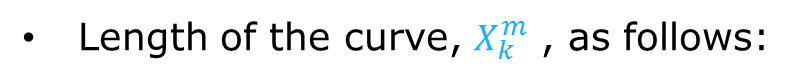 • Length of the curve, $X_k^m$ , as follows: